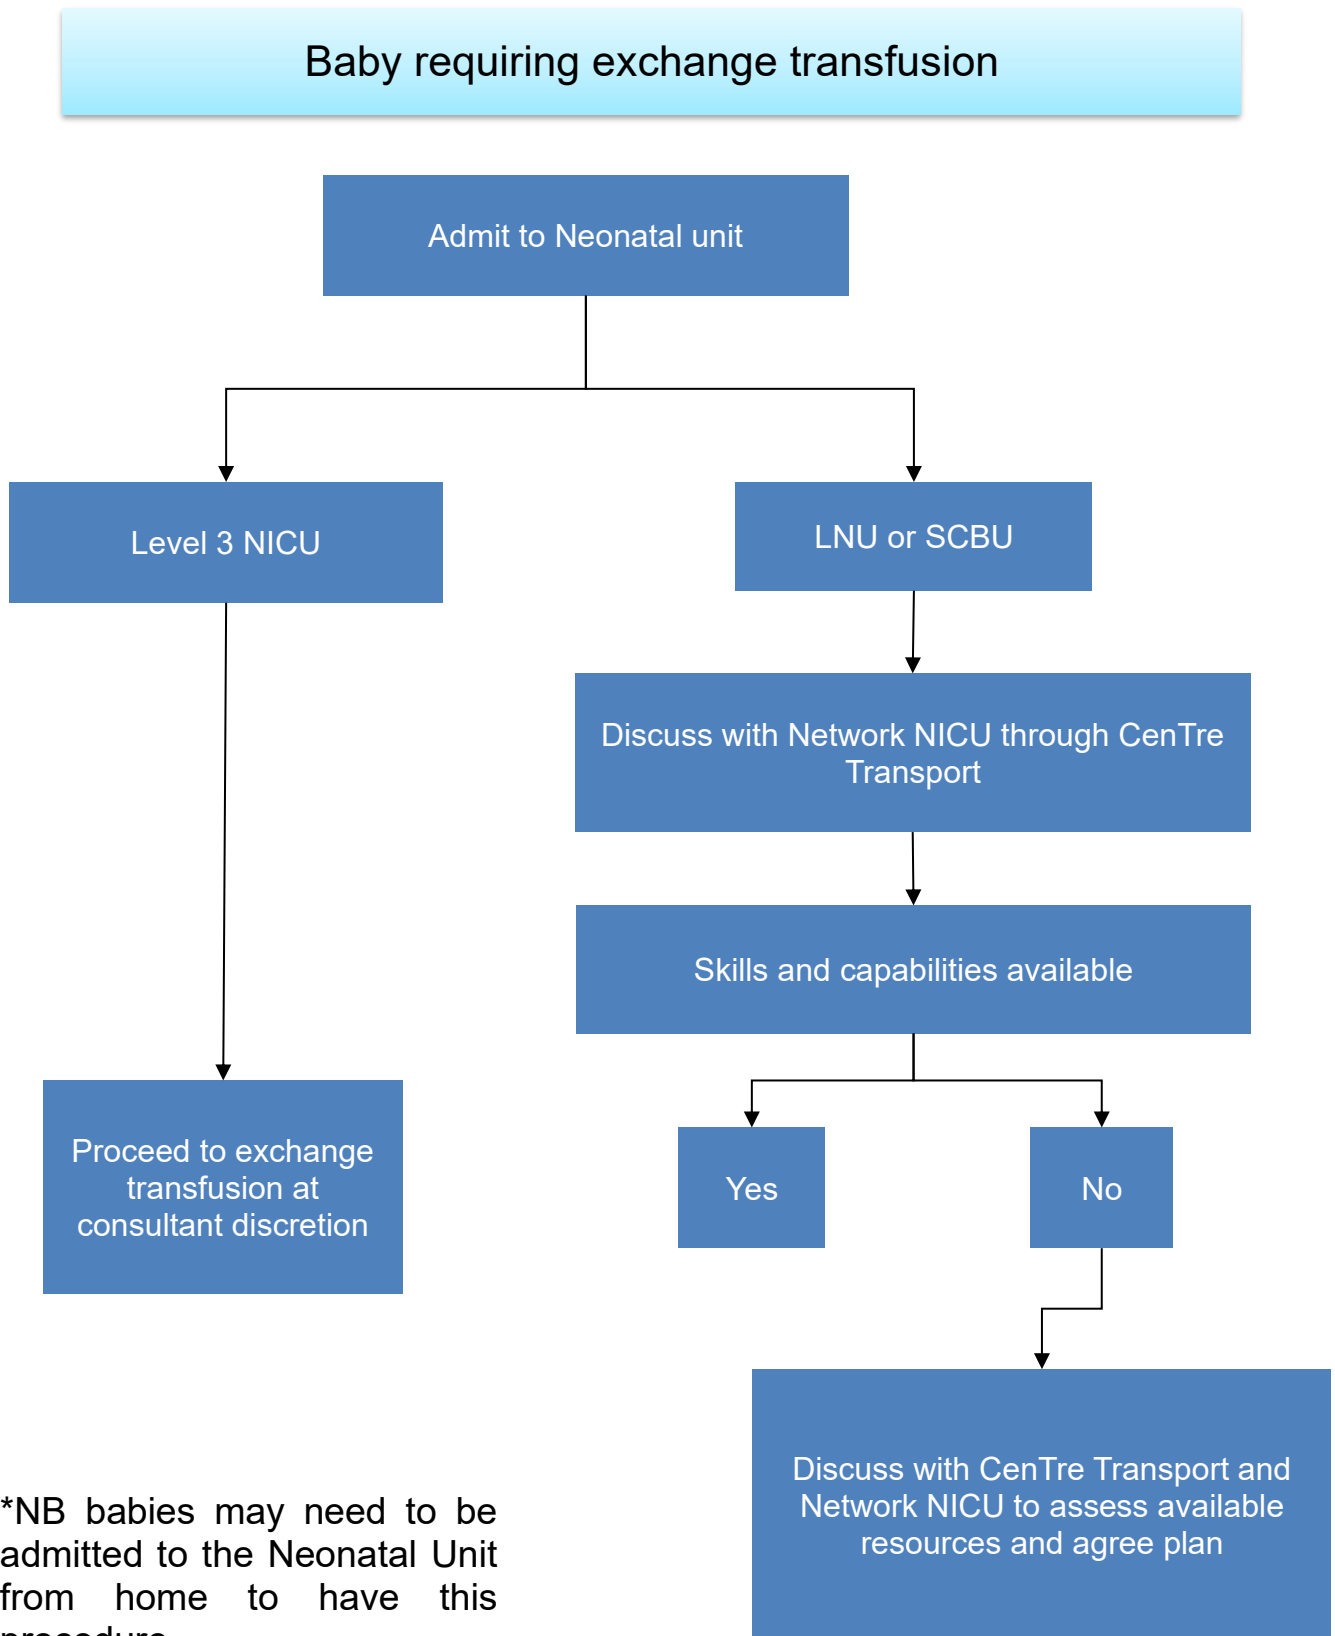 Baby requiring exchange transfusion
Admit to Neonatal unit
Level 3 NICU
LNU or SCBU
Discuss with Network NICU through CenTre
Transport
Skills and capabilities available
Proceed to exchange
transfusion at
consultant discretion
Yes
No
Discuss with CenTre Transport and
Network NICU to assess available
resources and agree plan
*NB babies may need to be
admitted to the Neonatal Unit
from home to have this
procedure